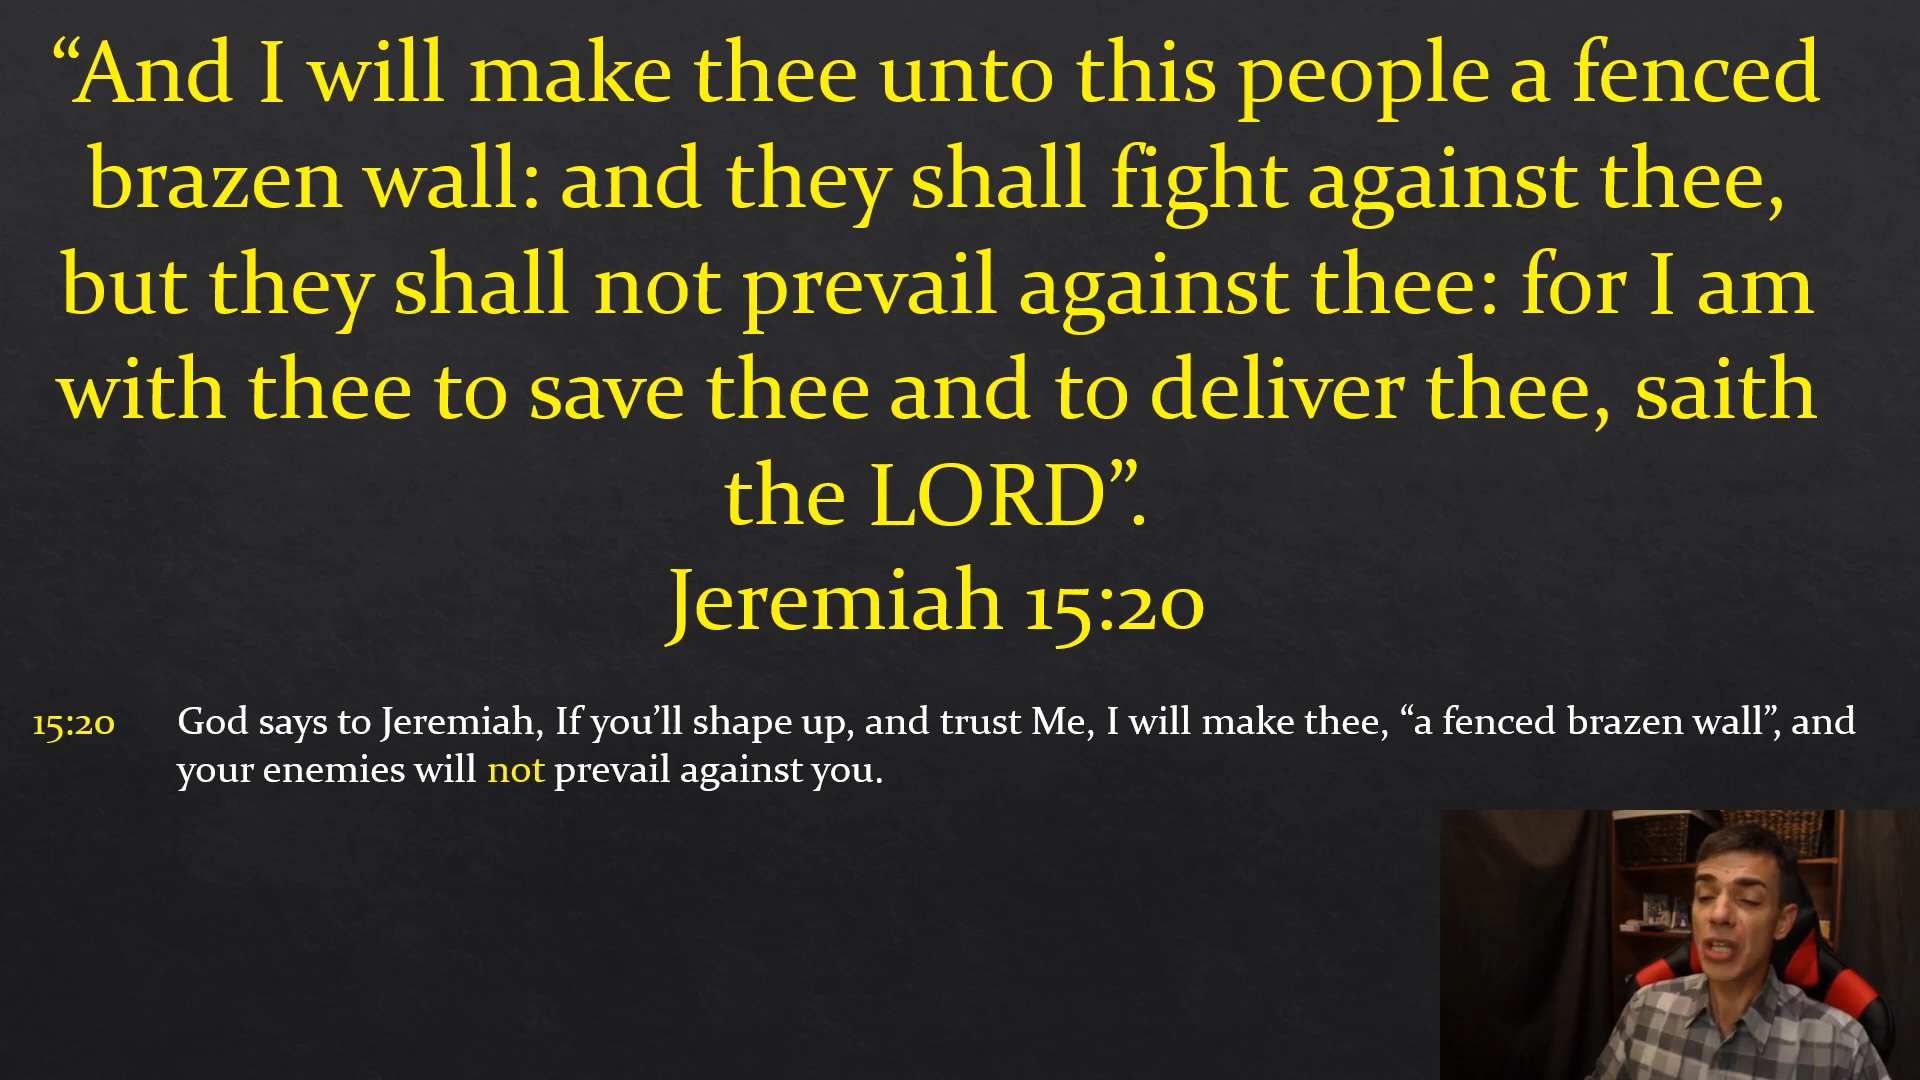 “And I will make thee unto this people a fenced
brazen wall: and they shall fight against thee,
but they shall not prevail against thee: for I am
with thee to save thee and to deliver thee, saith
the LORD”.
Jeremiah 15:20
15:20 God says to Jeremiah, If you’ll shape up, and trust Me, I will make thee, “a fenced brazen wall”, and
your enemies will not prevail against you.